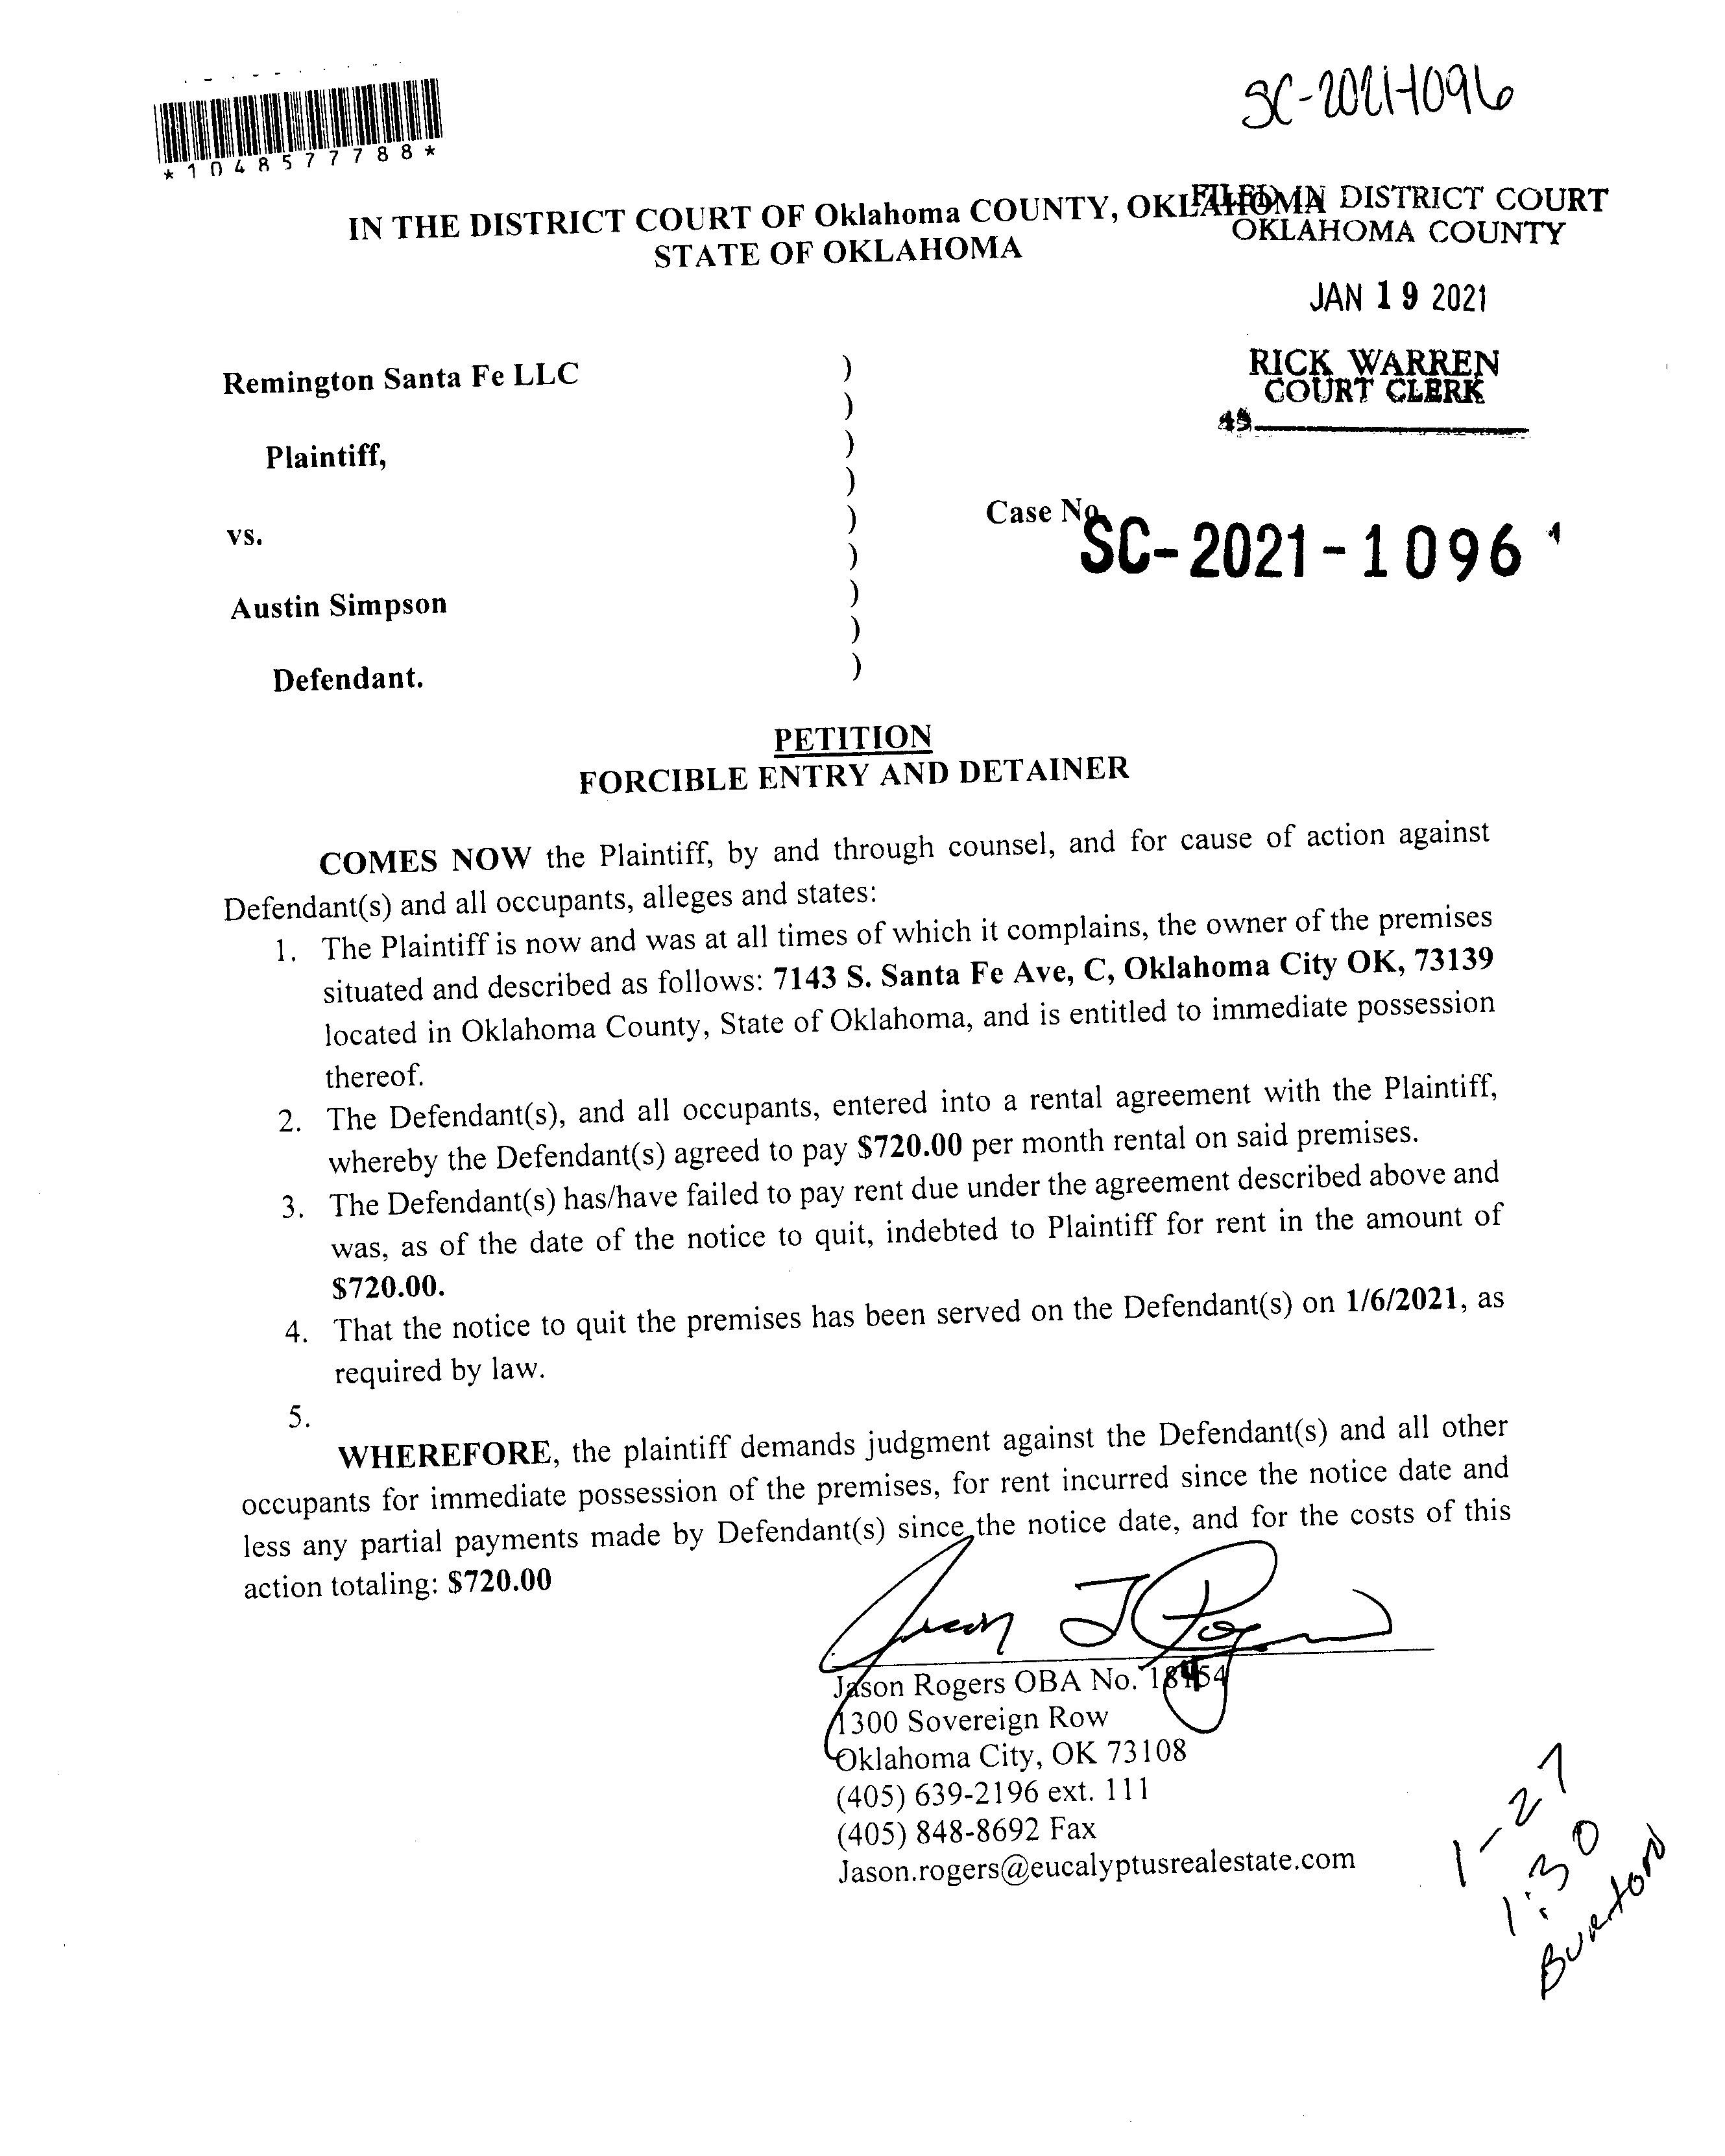 SC-2021-1096
*1048577788*
IN THE DISTRICT COURT OF Oklahoma COUNTY, OKLAHOMA
STATE OF OKLAHOMA
FILED IN DISTRICT COURT
OKLAHOMA COUNTY
JAN 19 2021
RICK WARREN
COURT CLERK
Remington Santa Fe LLC )
)
Plaintiff, )
)
vs. )
)
Austin Simpson )
)
Defendant. )
Case No.
SC-2021-1096
PETITION
FORCIBLE ENTRY AND DETAINER
COMES NOW the Plaintiff, by and through counsel, and for cause of action against
Defendant(s) and all occupants, alleges and states:
1. The Plaintiff is now and was at all times of which it complains, the owner of the premises
situated and described as follows: 7143 S. Santa Fe Ave, C, Oklahoma City OK, 73139
located in Oklahoma County, State of Oklahoma, and is entitled to immediate possession
thereof.
2. The Defendant(s), and all occupants, entered into a rental agreement with the Plaintiff,
whereby the Defendant(s) agreed to pay $720.00 per month rental on said premises.
3. The Defendant(s) has/have failed to pay rent due under the agreement described above and
was, as of the date of the notice to quit, indebted to Plaintiff for rent in the amount of
$720.00.
4. That the notice to quit the premises has been served on the Defendant(s) on 1/6/2021, as
required by law.
5.
WHEREFORE, the plaintiff demands judgment against the Defendant(s) and all other
occupants for immediate possession of the premises, for rent incurred since the notice date and
less any partial payments made by Defendant(s) since the notice date, and for the costs of this
action totaling: $720.00
Jason Rogers OBA No.
1300 Sovereign Row
Oklahoma City, OK 73108
(405) 639-2196 ext. 111
(405) 848-8692 Fax
Jason.rogers@eucalyptusrealestate.com
1-27
1:30
Burton